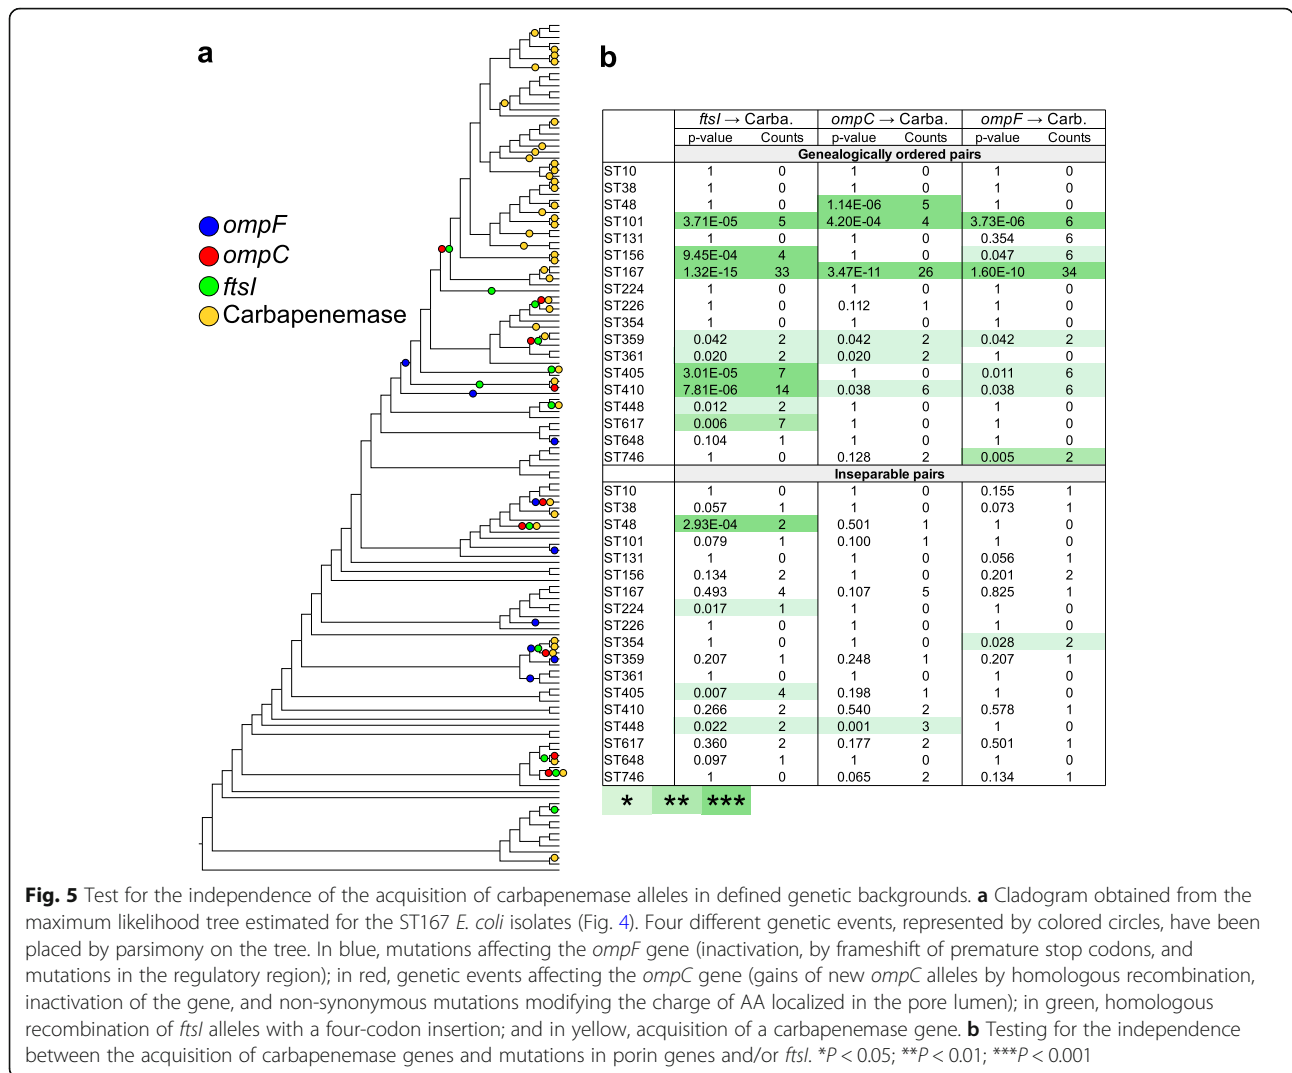 a
b
ompF
ompC
ftsI
Carbapenemase
ftsI → Carba. ompC → Carba. ompF → Carb.
p-value Counts p-value Counts p-value Counts
Genealogically ordered pairs
ST10 1 0 1 0 1 0
ST38 1 0 1 0 1 0
ST48 1 0 1.14E-06 5 1 0
ST101 3.71E-05 5 4.20E-04 4 3.73E-06 6
ST131 1 0 1 0 0.354 6
ST156 9.45E-04 4 1 0 0.047 6
ST167 1.32E-15 33 3.47E-11 26 1.60E-10 34
ST224 1 0 1 0 1 0
ST226 1 0 0.112 1 1 0
ST354 1 0 1 0 1 0
ST359 0.042 2 0.042 2 0.042 2
ST361 0.020 2 0.020 2 1 0
ST405 3.01E-05 7 1 0 0.011 6
ST410 7.81E-06 14 0.038 6 0.038 6
ST448 0.012 2 1 0 1 0
ST617 0.006 7 1 0 1 0
ST648 0.104 1 1 0 1 0
ST746 1 0 0.128 2 0.005 2
Inseparable pairs
ST10 1 0 1 0 0.155 1
ST38 0.057 1 1 0 0.073 1
ST48 2.93E-04 2 0.501 1 1 0
ST101 0.079 1 0.100 1 1 0
ST131 1 0 1 0 0.056 1
ST156 0.134 2 1 0 0.201 2
ST167 0.493 4 0.107 5 0.825 1
ST224 0.017 1 1 0 1 0
ST226 1 0 1 0 1 0
ST354 1 0 1 0 0.028 2
ST359 0.207 1 0.248 1 0.207 1
ST361 1 0 1 0 1 0
ST405 0.007 4 0.198 1 1 0
ST410 0.266 2 0.540 2 0.578 1
ST448 0.022 2 0.001 3 1 0
ST617 0.360 2 0.177 2 0.501 1
ST648 0.097 1 1 0 1 0
ST746 1 0 0.065 2 0.134 1
* ** ***
Fig. 5 Test for the independence of the acquisition of carbapenemase alleles in defined genetic backgrounds. a Cladogram obtained from the
maximum likelihood tree estimated for the ST167 E. coli isolates (Fig. 4). Four different genetic events, represented by colored circles, have been
placed by parsimony on the tree. In blue, mutations affecting the ompF gene (inactivation, by frameshift of premature stop codons, and
mutations in the regulatory region); in red, genetic events affecting the ompC gene (gains of new ompC alleles by homologous recombination,
inactivation of the gene, and non-synonymous mutations modifying the charge of AA localized in the pore lumen); in green, homologous
recombination of ftsI alleles with a four-codon insertion; and in yellow, acquisition of a carbapenemase gene. b Testing for the independence
between the acquisition of carbapenemase genes and mutations in porin genes and/or ftsI. *P < 0.05; **P < 0.01; ***P < 0.001